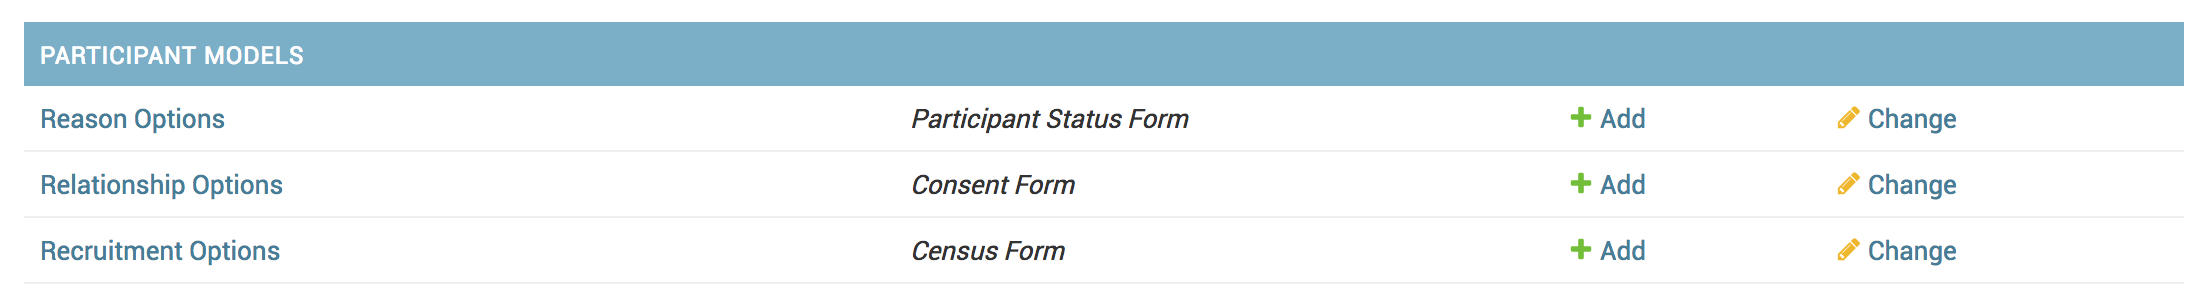 PARTICIPANT MODELS
Reason Options Participant Status Form Add Change
Relationship Options Consent Form Add Change
Recruitment Options Census Form Add Change